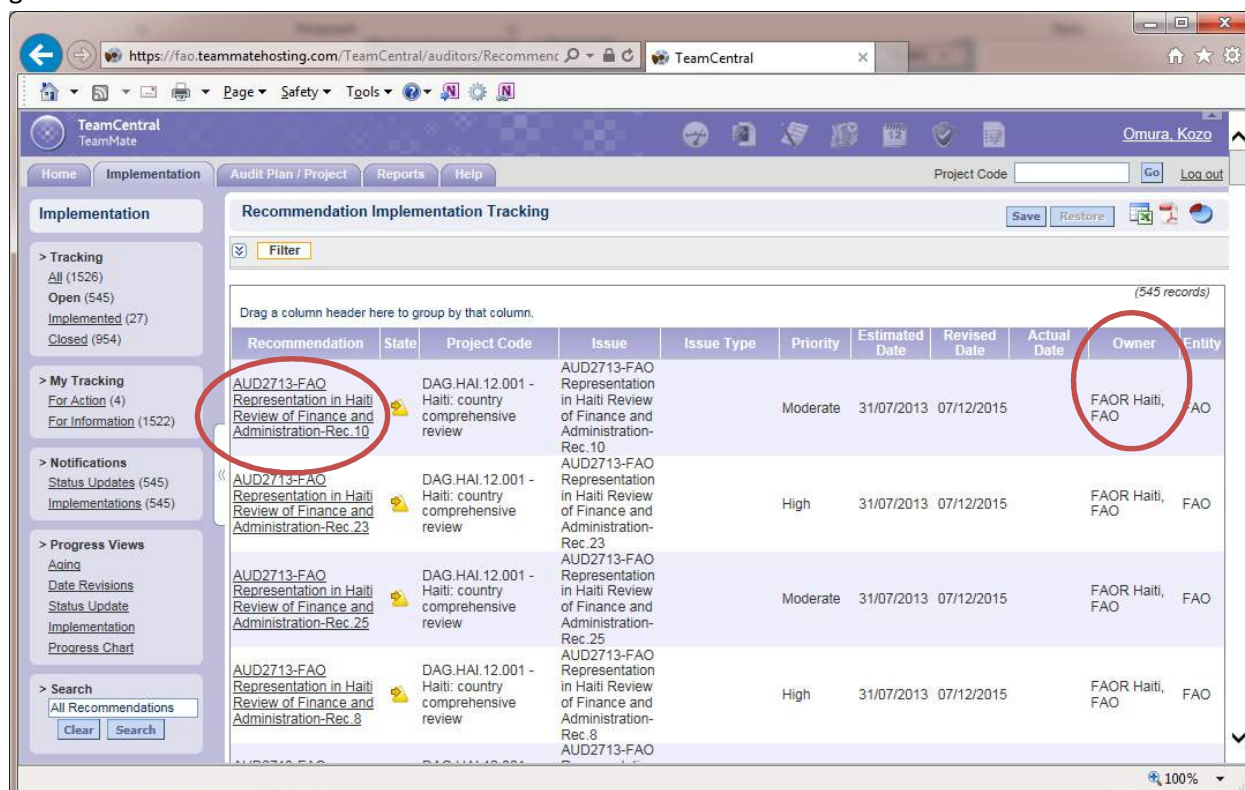 https://fao.teammatehosting.com/TeamCentral/auditors/Recommenc
TeamCentral
Page Safety Tools
TeamCentral
TeamMate
Omura, Kozo
Home Implementation Audit Plan / Project Reports Help
Project Code
Go Log out
Implementation
Recommendation Implementation Tracking
Save Restore
Filter
> Tracking
All (1526)
Open (545)
Implemented (27)
Closed (954)
> My Tracking
For Action (4)
For Information (1522)
> Notifications
Status Updates (545)
Implementations (545)
> Progress Views
Aging
Date Revisions
Status Update
Implementation
Progress Chart
> Search
All Recommendations
Clear Search
(545 records)
Drag a column header here to group by that column.
Recommendation State Project Code Issue Issue Type Priority Estimated Date Revised Date Actual Date Owner Entity
AUD2713-FAO
Representation in Haiti
Review of Finance and
Administration-Rec.10
DAG.HAI.12.001 -
Haiti: country
comprehensive
review
AUD2713-FAO
Representation
in Haiti Review
of Finance and
Administration-
Rec.10
Moderate 31/07/2013 07/12/2015
FAOR Haiti,
FAO
FAO
AUD2713-FAO
Representation in Haiti
Review of Finance and
Administration-Rec.23
DAG.HAI.12.001 -
Haiti: country
comprehensive
review
AUD2713-FAO
Representation
in Haiti Review
of Finance and
Administration-
Rec.23
High 31/07/2013 07/12/2015
FAOR Haiti,
FAO
FAO
AUD2713-FAO
Representation in Haiti
Review of Finance and
Administration-Rec.25
DAG.HAI.12.001 -
Haiti: country
comprehensive
review
AUD2713-FAO
Representation
in Haiti Review
of Finance and
Administration-
Rec.25
Moderate 31/07/2013 07/12/2015
FAOR Haiti,
FAO
FAO
AUD2713-FAO
Representation in Haiti
Review of Finance and
Administration-Rec.8
DAG.HAI.12.001 -
Haiti: country
comprehensive
review
AUD2713-FAO
Representation
in Haiti Review
of Finance and
Administration-
Rec.8
High 31/07/2013 07/12/2015
FAOR Haiti,
FAO
FAO
AUD2713-FAO
100%